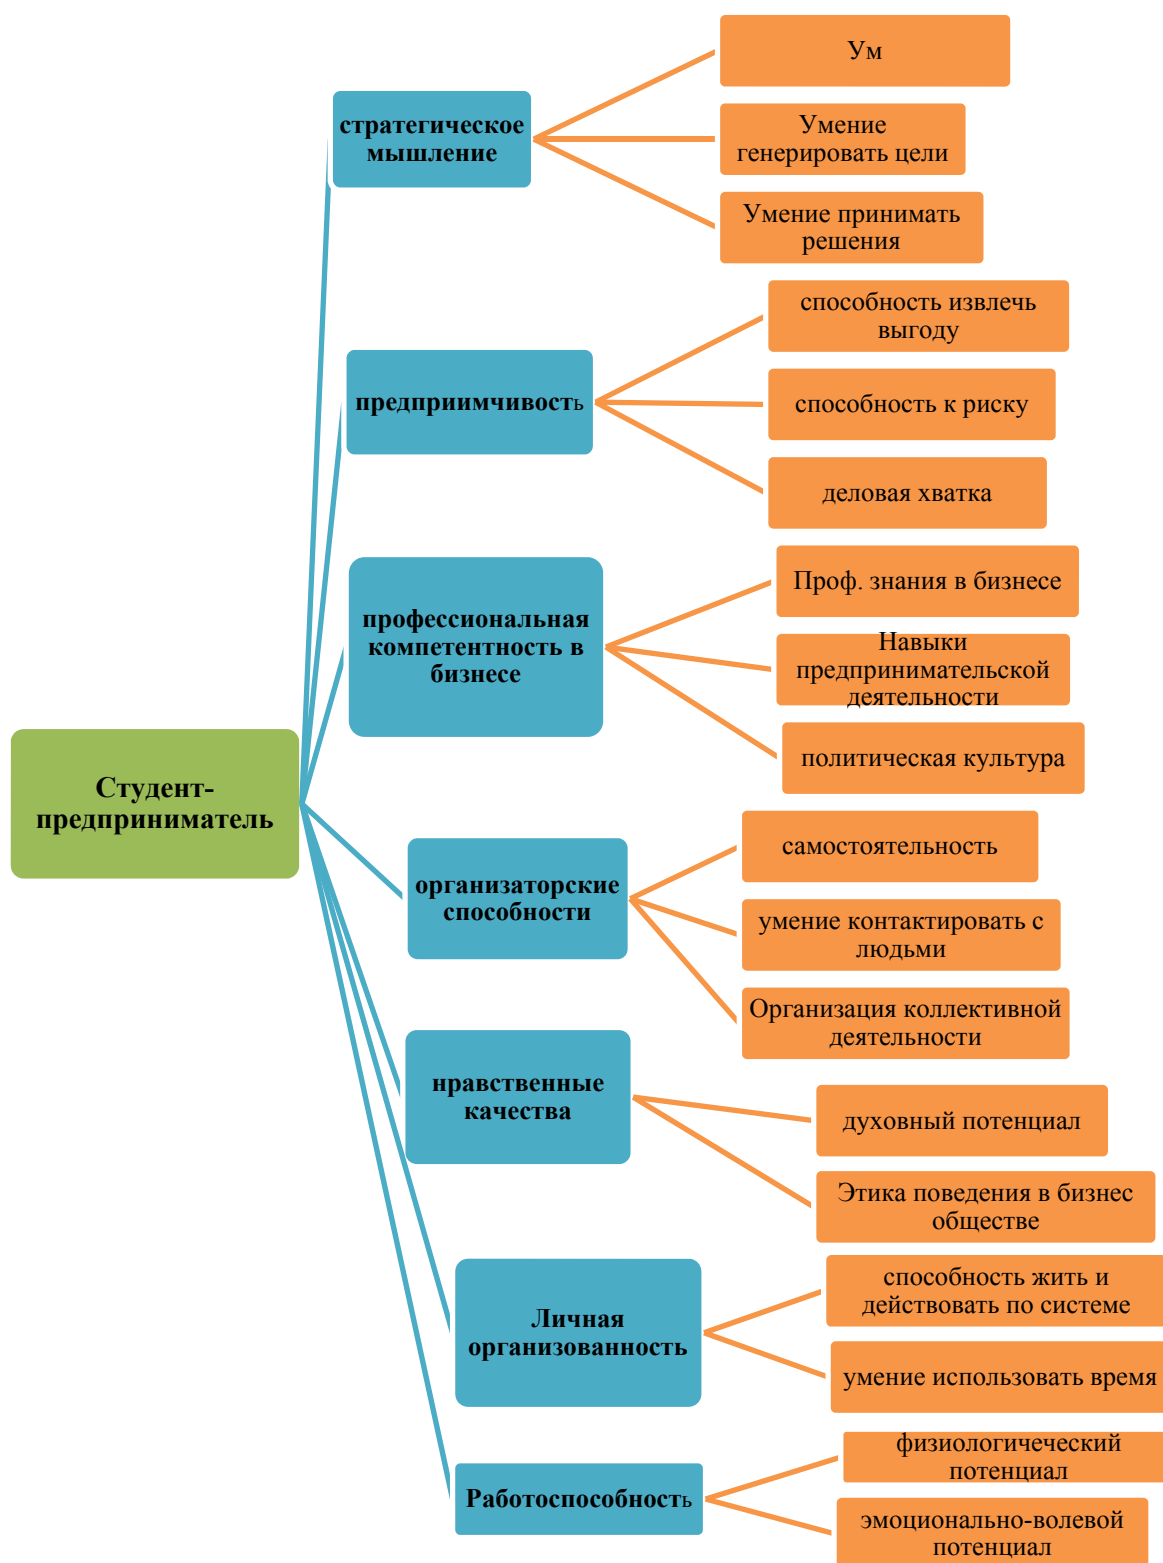 Студент-
предприниматель
стратегическое
мышление
Ум
Умение
генерировать цели
Умение принимать
решения
предприимчивость
способность извлечь
выгоду
способность к риску
деловая хватка
профессиональная
компетентность в
бизнесе
Проф. знания в бизнесе
Навыки
предпринимательской
деятельности
политическая культура
организаторские
способности
самостоятельность
умение контактировать с
людьми
Организация коллективной
деятельности
нравственные
качества
духовный потенциал
Этика поведения в бизнес
обществе
Личная
организованность
способность жить и
действовать по системе
умение использовать время
Работоспособность
физиологичеческий
потенциал
эмоционально-волевой
потенциал